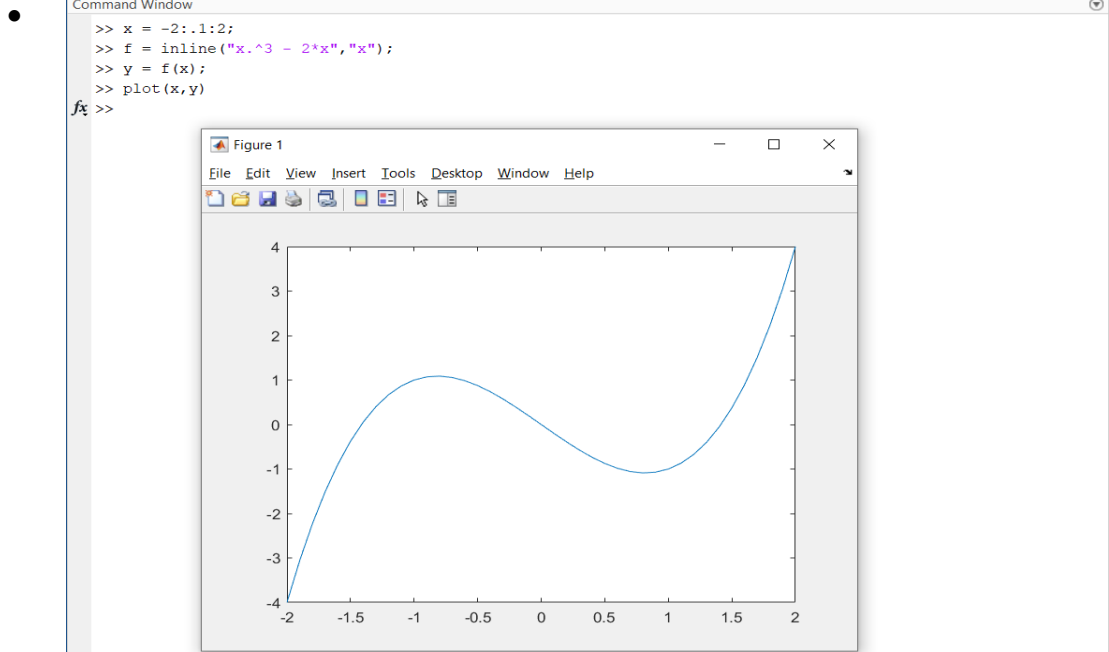 Command Window
>> x = -2:.1:2;
>> f = inline("x.^3 - 2*x","x");
>> y = f(x);
>> plot(x,y)
fx >>
Figure 1
File Edit View Insert Tools Desktop Window Help
4
3
2
1
0
-1
-2
-3
-4
-2 -1.5 -1 -0.5 0 0.5 1 1.5 2